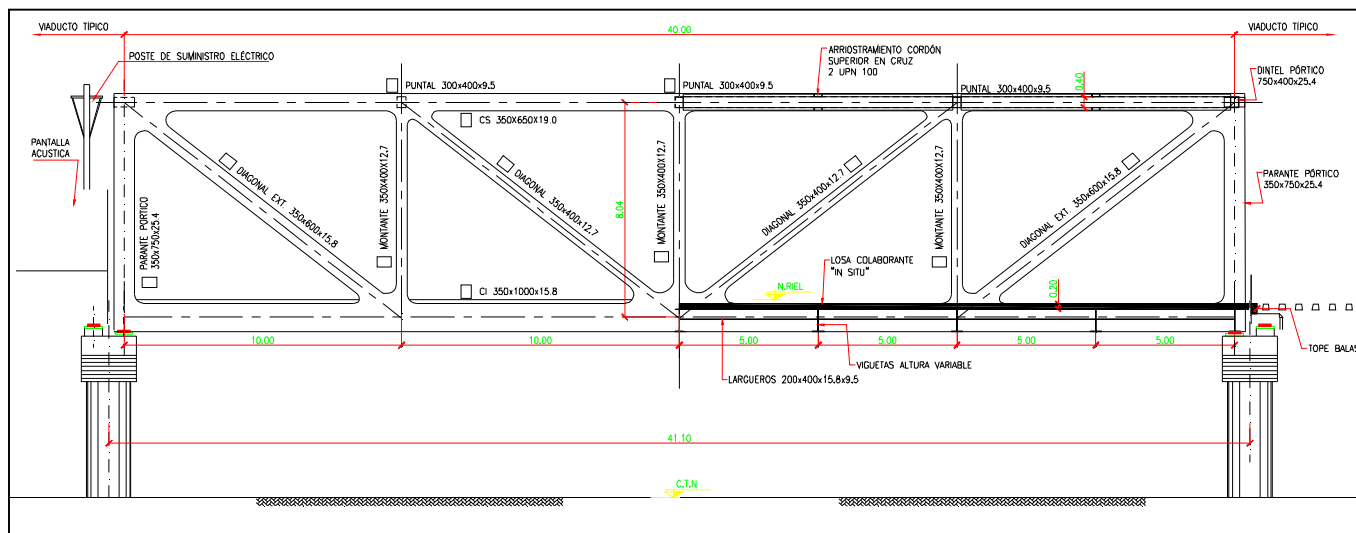 VIADUCTO TÍPICO
40.00
VIADUCTO TÍPICO
POSTE DE SUMINISTRO ELÉCTRICO
ARRIOSTRAMIENTO CORDÓN
SUPERIOR EN CRUZ
2 UPN 100
DINTEL PÓRTICO
750x400x25.4
PUNTAL 300x400x9.5
PUNTAL 300x400x9.5
PUNTAL 300x400x9.5
0.40
CS 350X650X19.0
PANTALLA
ACUSTICA
PARANTE PÓRTICO
350x750x25.4
DIAGONAL EXT. 350x600x15.8
MONTANTE 350X400X12.7
DIAGONAL 350x400x12.7
8.04
MONTANTE 350X400X12.7
DIAGONAL 350x400x12.7
MONTANTE 350X400X12.7
DIAGONAL EXT. 350x600x15.8
PARANTE PÓRTICO
350x750x25.4
LOSA COLABORANTE
"IN SITU"
N.RIEL
CI 350x1000x15.8
0.20
10.00
10.00
5.00
5.00
5.00
5.00
TOPE BALAS
VIGUETAS ALTURA VARIABLE
LARGUEROS 200x400x15.8x9.5
41.10
C.T.N